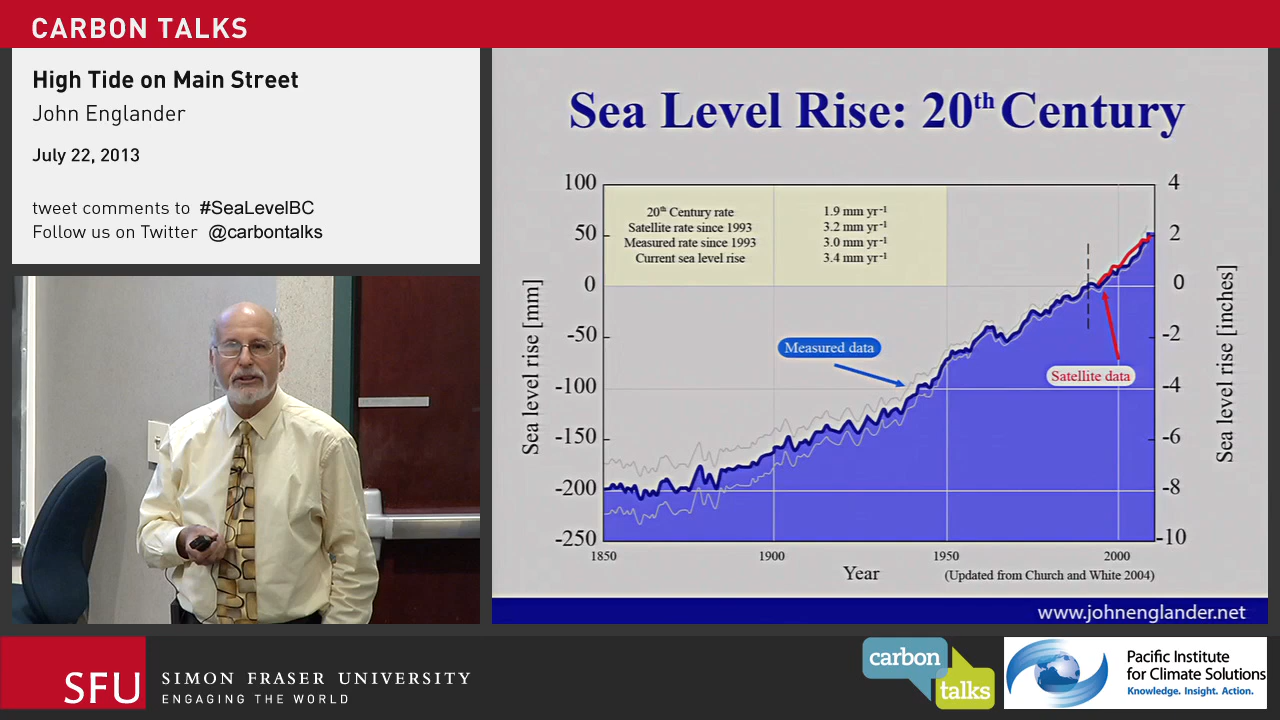 CARBON TALKS
High Tide on Main Street
John Englander
July 22, 2013
tweet comments to #SeaLevelBC
Follow us on Twitter @carbontalks
Sea Level Rise: 20th Century
100
50
0
-50
-100
-150
-200
-250
Sea level rise [mm]
20th Century rate 1.9 mm yr-1
Satellite rate since 1993 3.2 mm yr-1
Measured rate since 1993 3.0 mm yr-1
Current sea level rise 3.4 mm yr-1
Measured data
Satellite data
4
2
0
-2
-4
-6
-8
-10
Sea level rise [inches]
1850 1900 1950 2000
Year
(Updated from Church and White 2004)
www.johnenglander.net
SFU
SIMON FRASER UNIVERSITY
ENGAGING THE WORLD
carbon
talks
Pacific Institute
for Climate Solutions
Knowledge. Insight. Action.